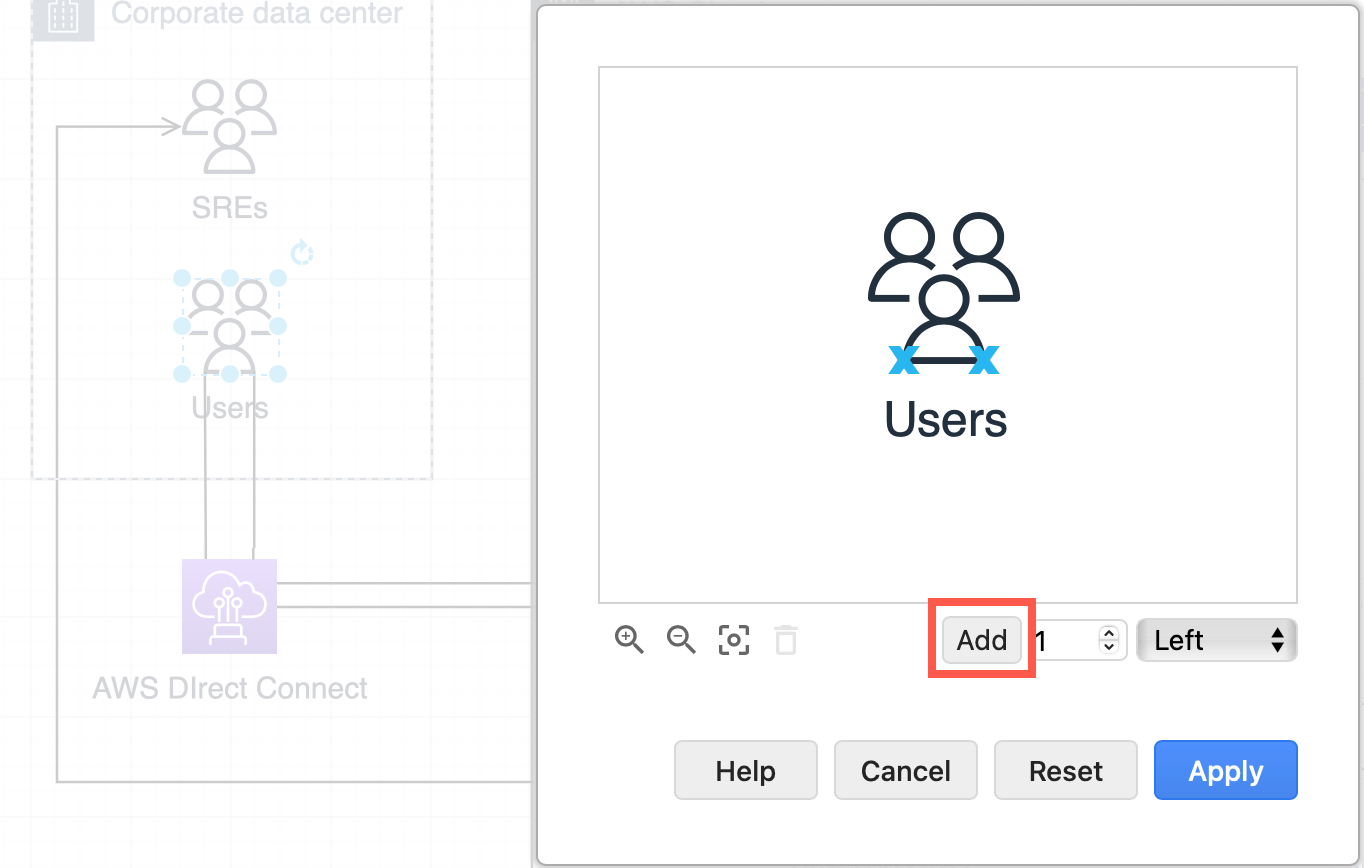 Corporate data center
SREs
Users
AWS DIrect Connect
Users
Add
1
Left
Help
Cancel
Reset
Apply